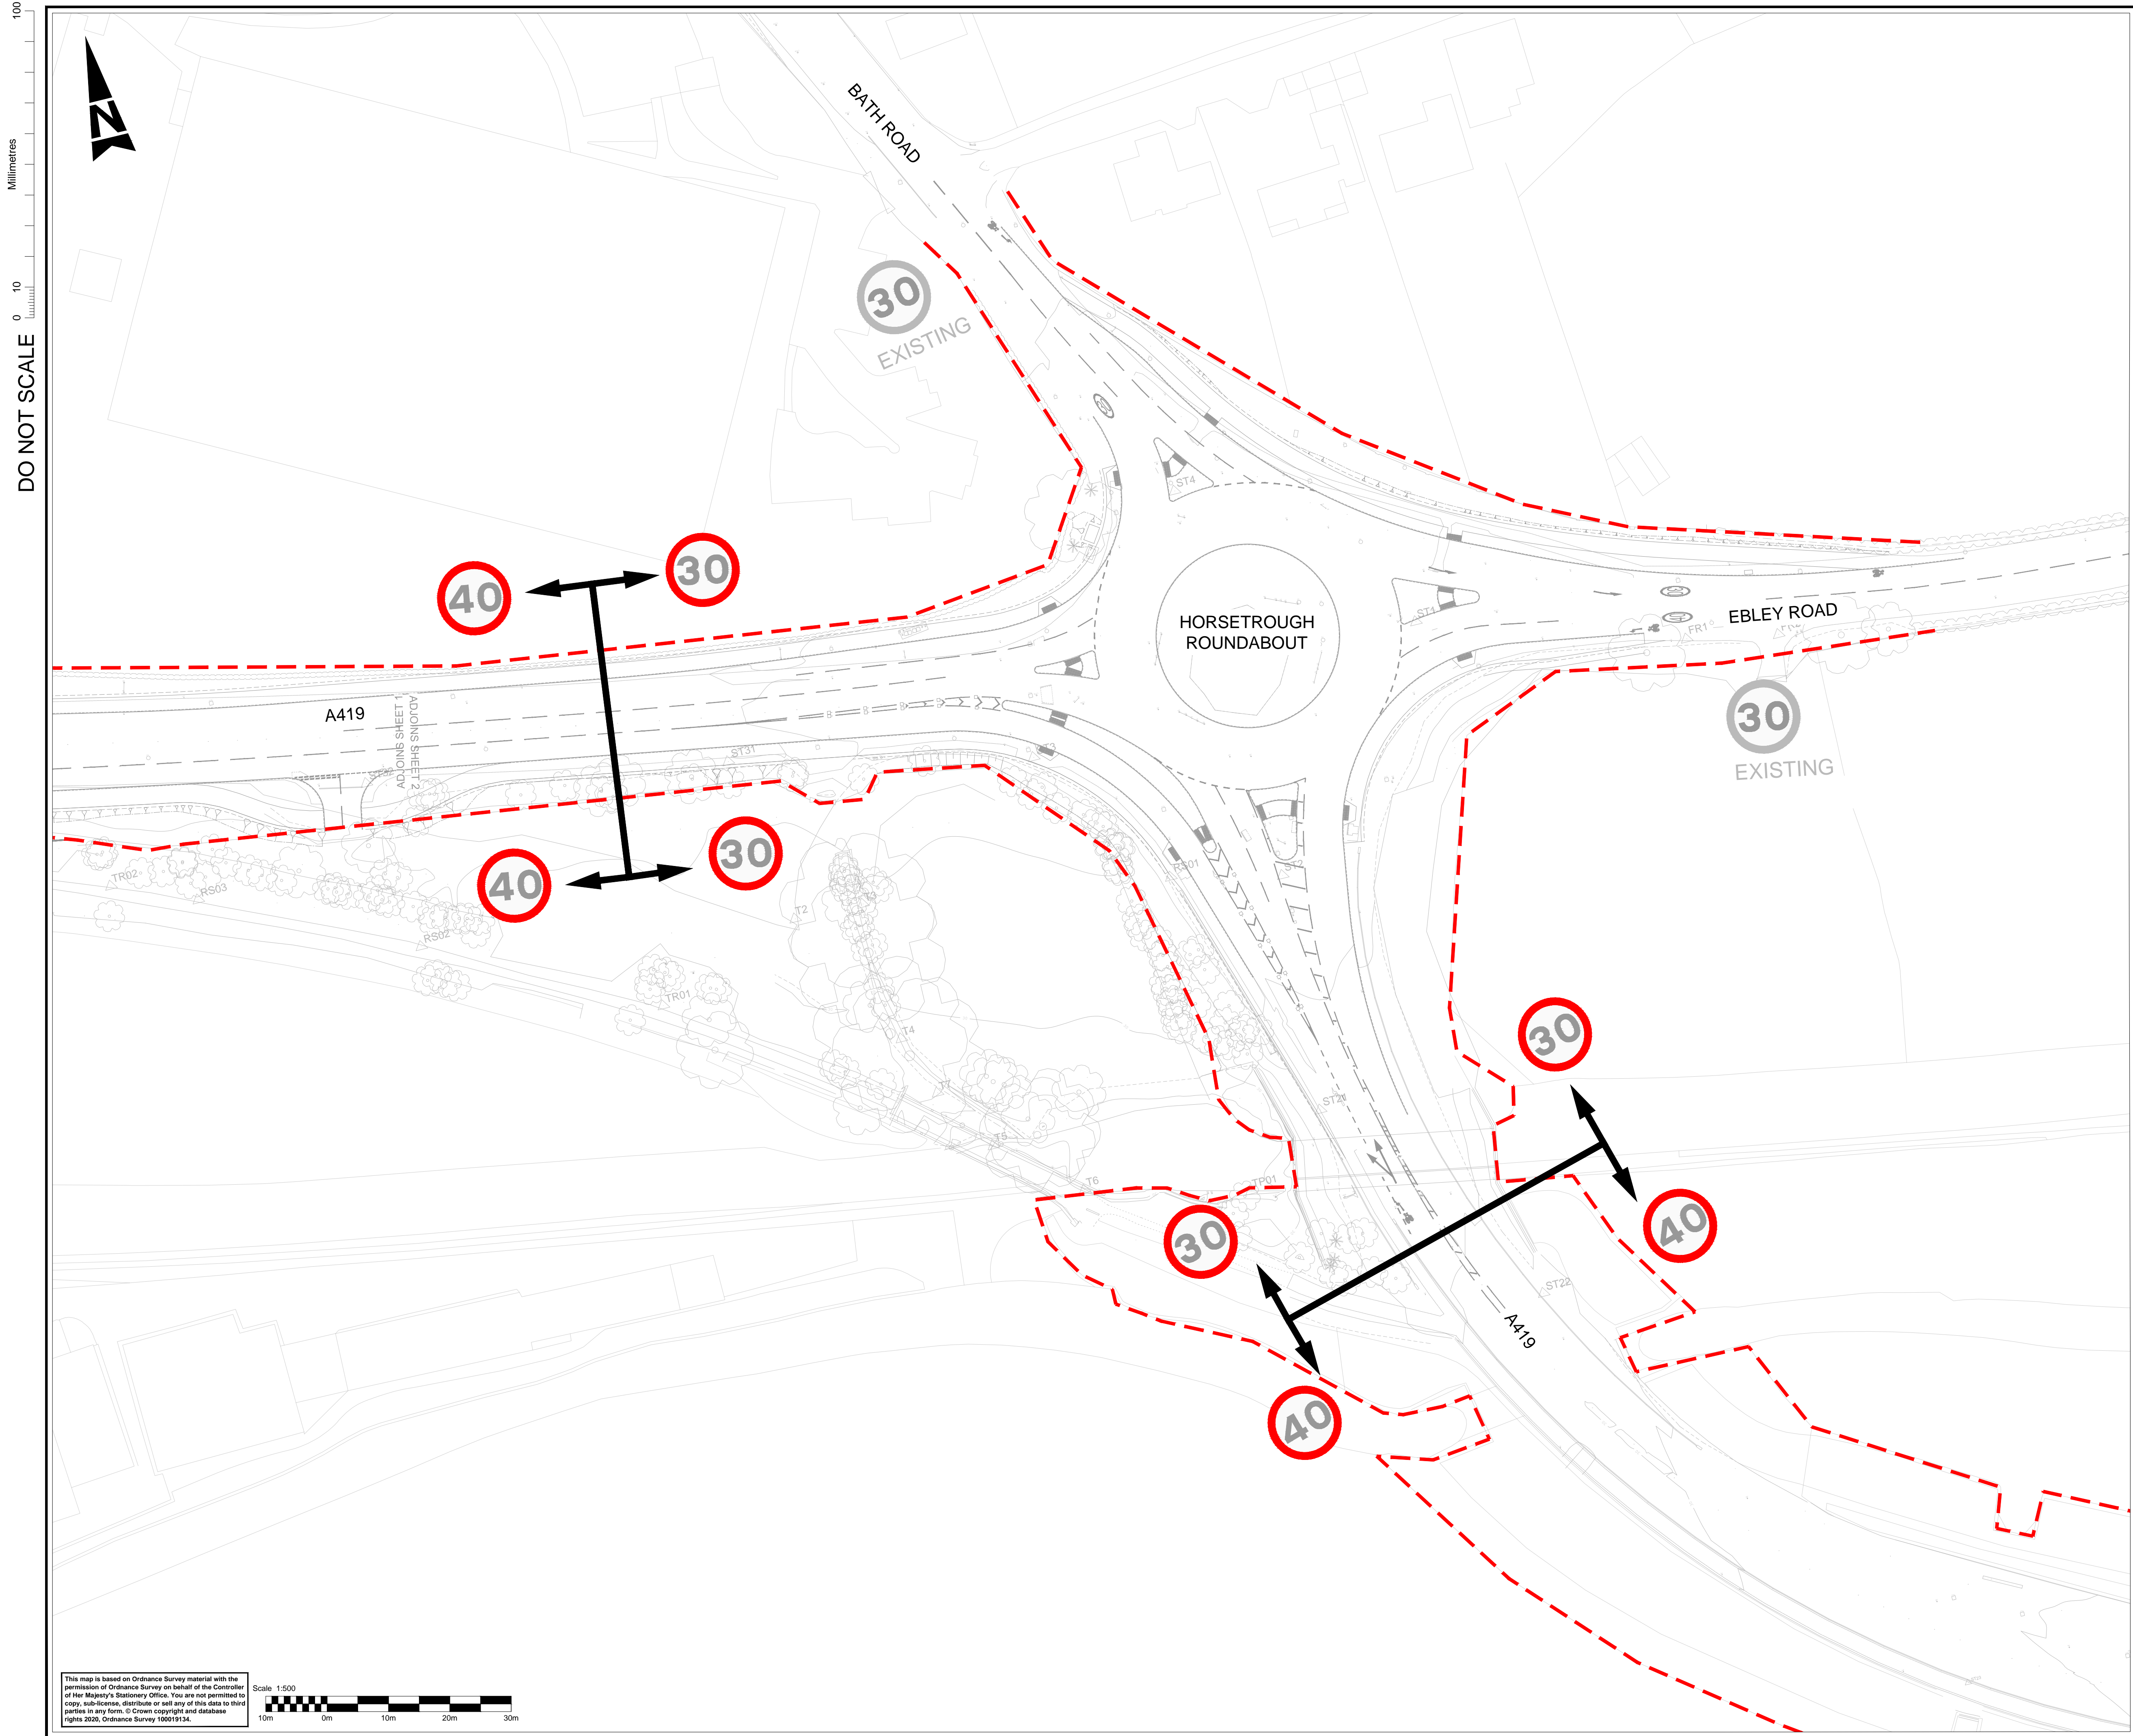 100
Millimetres
10
0
DO NOT SCALE
N
BATH ROAD
30
EXISTING
ST4
40
30
HORSETROUGH
ROUNDABOUT
ST1
EBLEY ROAD
FR1
A419
ADJOINS SHEET 1
ADJOINS SHEET 2
ST31
30
EXISTING
40
30
RS01
ST2
TR02
RS03
RS02
T2
TR01
T4
T7
T5
T6
TP01
ST21
30
40
30
40
ST22
A419
This map is based on Ordnance Survey material with the
permission of Ordnance Survey on behalf of the Controller
of Her Majesty's Stationery Office. You are not permitted to
copy, sub-license, distribute or sell any of this data to third
parties in any form. © Crown copyright and database
rights 2020, Ordnance Survey 100019134.
Scale 1:500
10m 0m 10m 20m 30m